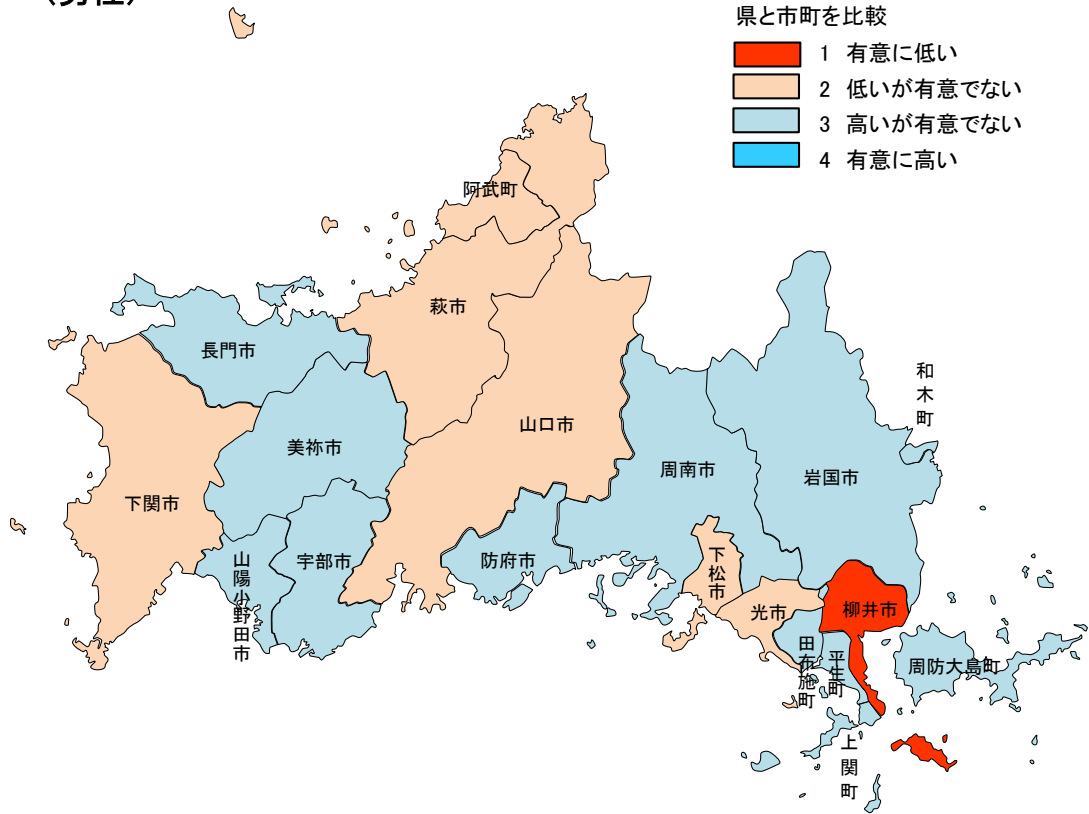 （男性）
県と市町を比較
1 有意に低い
2 低いが有意でない
3 高いが有意でない
4 有意に高い
阿武町
萩市
長門市
和木町
山口市
美祢市
周南市
岩国市
下関市
山陽小野田市
宇部市
防府市
下松市
光市
柳井市
田布施町
平生町
周防大島町
上関町